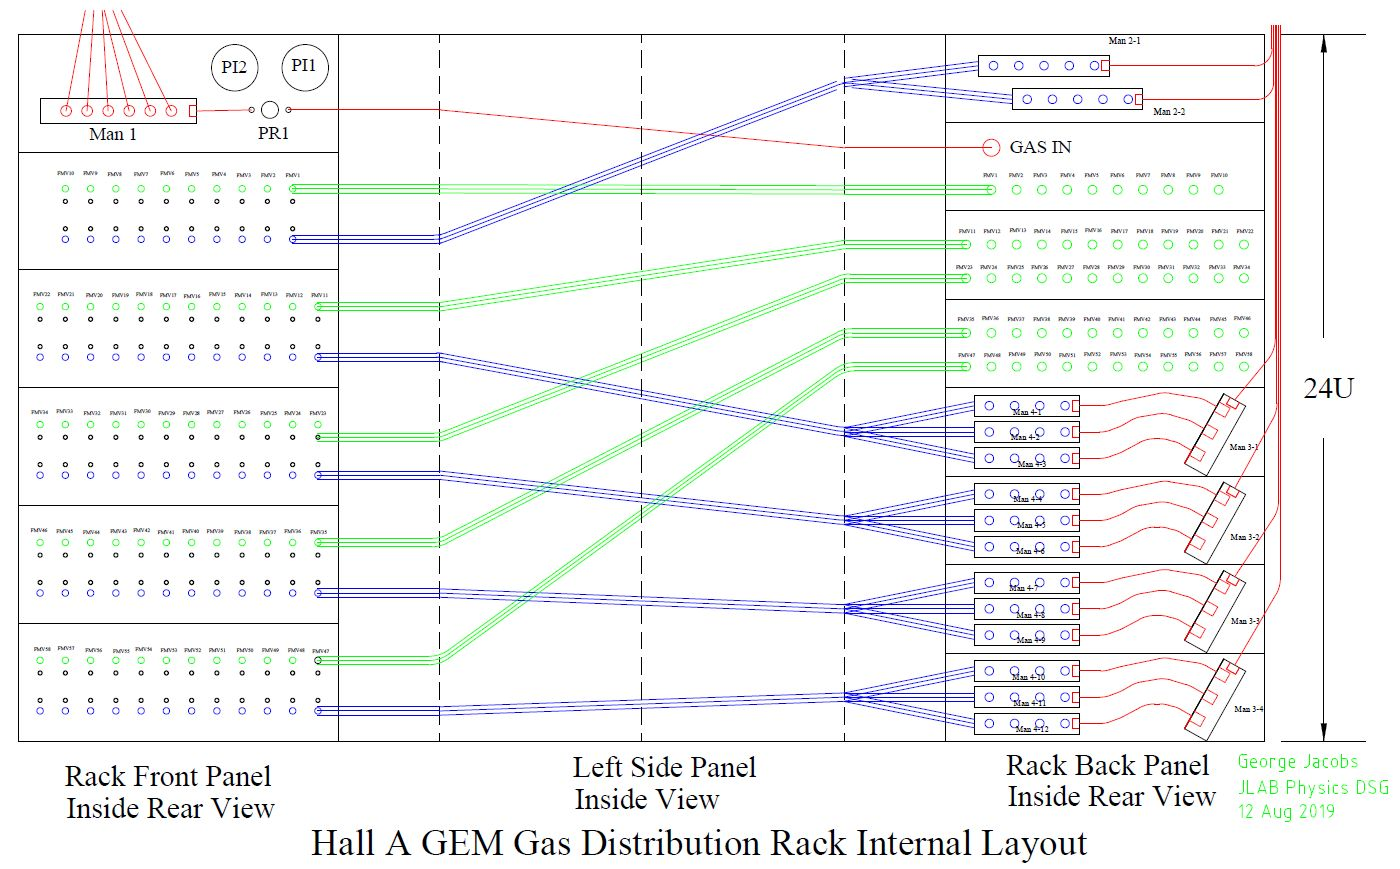 PI2 PI1
Man 1
PR1
FMV10 FMV9 FMV8 FMV7 FMV6 FMV5 FMV4 FMV3 FMV2 FMV1
FMV22 FMV21 FMV20 FMV19 FMV18 FMV17 FMV16 FMV15 FMV14 FMV13 FMV12 FMV11
FMV34 FMV33 FMV32 FMV31 FMV30 FMV29 FMV28 FMV27 FMV26 FMV25 FMV24 FMV23
FMV46 FMV45 FMV44 FMV43 FMV42 FMV41 FMV40 FMV39 FMV38 FMV37 FMV36 FMV35
FMV58 FMV57 FMV56 FMV55 FMV54 FMV53 FMV52 FMV51 FMV50 FMV49 FMV48 FMV47
Man 2-1
Man 2-2
GAS IN
FMV1 FMV2 FMV3 FMV4 FMV5 FMV6 FMV7 FMV8 FMV9 FMV10
FMV11 FMV12 FMV13 FMV14 FMV15 FMV16 FMV17 FMV18 FMV19 FMV20 FMV21 FMV22
FMV23 FMV24 FMV25 FMV26 FMV27 FMV28 FMV29 FMV30 FMV31 FMV32 FMV33 FMV34
FMV35 FMV36 FMV37 FMV38 FMV39 FMV40 FMV41 FMV42 FMV43 FMV44 FMV45 FMV46
FMV47 FMV48 FMV49 FMV50 FMV51 FMV52 FMV53 FMV54 FMV55 FMV56 FMV57 FMV58
Man 4-1
Man 4-2
Man 4-3
Man 3-1
Man 4-4
Man 4-5
Man 4-6
Man 3-2
Man 4-7
Man 4-8
Man 4-9
Man 3-3
Man 4-10
Man 4-11
Man 4-12
Man 3-4
24U
Rack Front Panel
Inside Rear View
Left Side Panel
Inside View
Rack Back Panel
Inside Rear View
George Jacobs
JLAB Physics DSG
12 Aug 2019
Hall A GEM Gas Distribution Rack Internal Layout